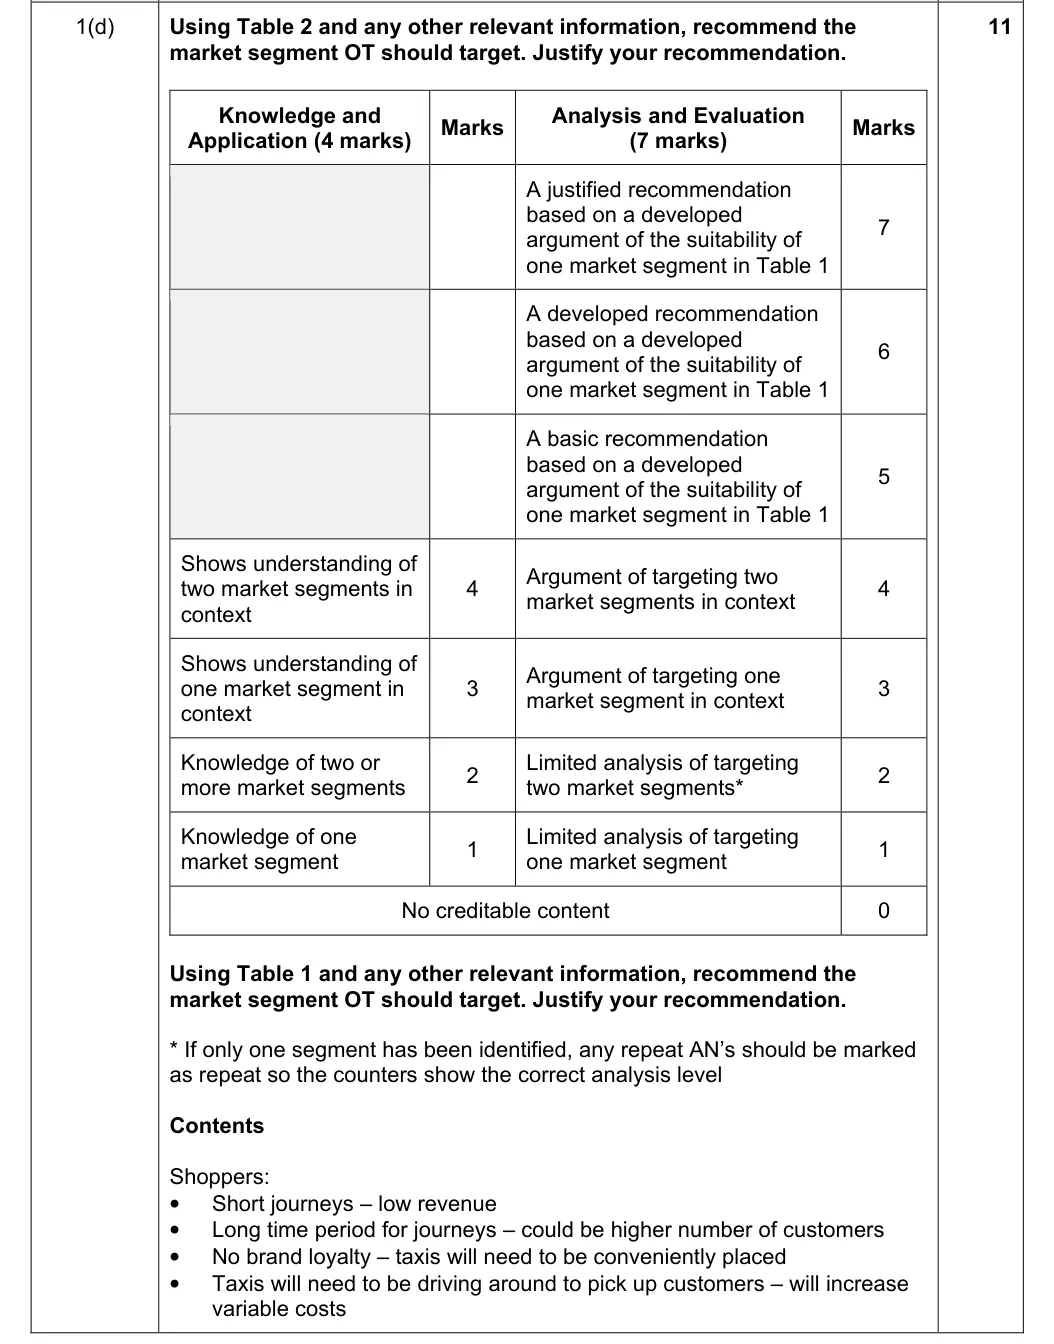 1(d)
Using Table 2 and any other relevant information, recommend the
market segment OT should target. Justify your recommendation.
11
Knowledge and
Application (4 marks)
Marks
Analysis and Evaluation
(7 marks)
Marks
A justified recommendation
based on a developed
argument of the suitability of
one market segment in Table 1
7
A developed recommendation
based on a developed
argument of the suitability of
one market segment in Table 1
6
A basic recommendation
based on a developed
argument of the suitability of
one market segment in Table 1
5
Shows understanding of
two market segments in
context
4
Argument of targeting two
market segments in context
4
Shows understanding of
one market segment in
context
3
Argument of targeting one
market segment in context
3
Knowledge of two or
more market segments
2
Limited analysis of targeting
two market segments*
2
Knowledge of one
market segment
1
Limited analysis of targeting
one market segment
1
No creditable content
0
Using Table 1 and any other relevant information, recommend the
market segment OT should target. Justify your recommendation.
* If only one segment has been identified, any repeat AN’s should be marked
as repeat so the counters show the correct analysis level
Contents
Shoppers:
• Short journeys – low revenue
• Long time period for journeys – could be higher number of customers
• No brand loyalty – taxis will need to be conveniently placed
• Taxis will need to be driving around to pick up customers – will increase
variable costs